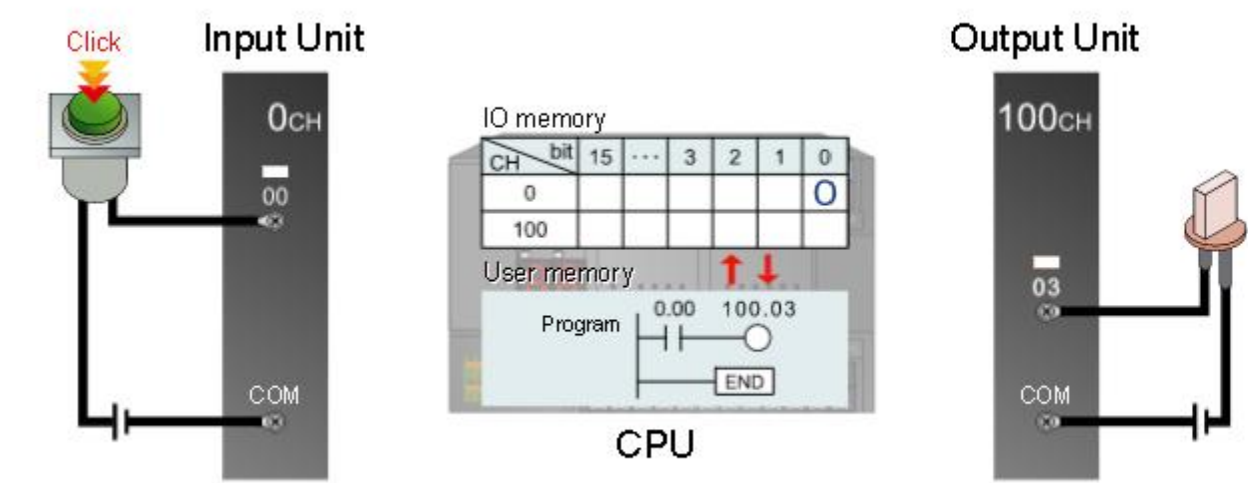 Click
Input Unit
Output Unit
0CH
00
COM
IO memory
CH bit 15 ... 3 2 1 0
0 O
100
User memory
Program
0.00 100.03
END
CPU
100CH
03
COM